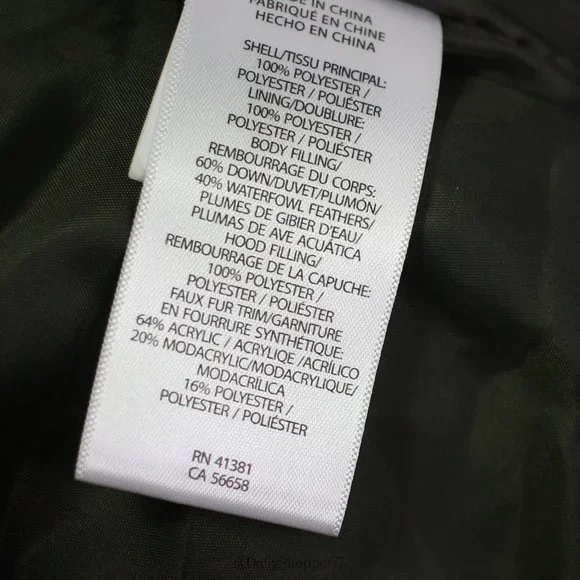 IN CHINA
FABRIQUÉ EN CHINE
HECHO EN CHINA
SHELL/TISSU PRINCIPAL:
100% POLYESTER /
POLYESTER / POLIÉSTER
LINING/DOUBLURE:
100% POLYESTER /
POLYESTER / POLIÉSTER
BODY FILLING/
REMBOURRAGE DU CORPS:
60% DOWN/DUVET/PLUMÓN/
40% WATERFOWL FEATHERS/
PLUMES DE GIBIER D'EAU/
PLUMAS DE AVE ACUÁTICA
HOOD FILLING/
REMBOURRAGE DE LA CAPUCHE:
100% POLYESTER /
POLYESTER / POLIÉSTER
FAUX FUR TRIM/GARNITURE
EN FOURRURE SYNTHÉTIQUE:
64% ACRYLIC / ACRYLIQE /ACRÍLICO
20% MODACRYLIC/MODACRYLIQUE/
MODACRÍLICA
16% POLYESTER /
POLYESTER / POLIÉSTER
RN 41381
CA 56658